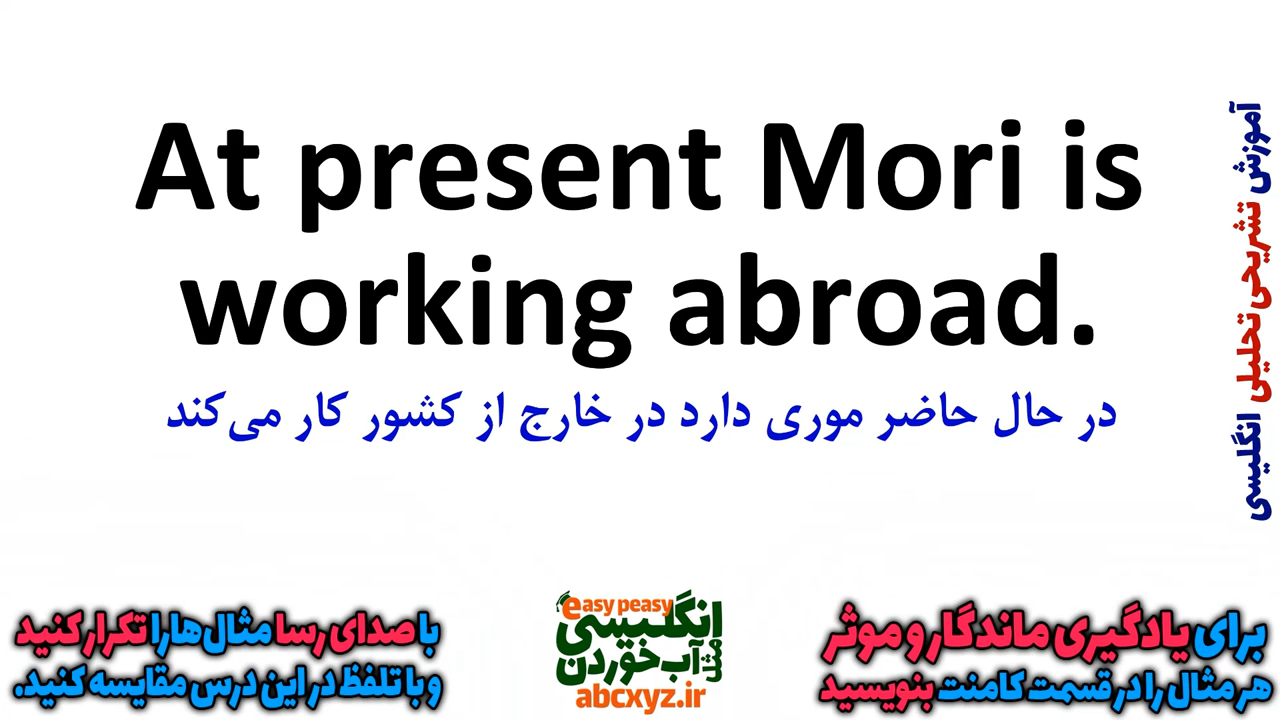 At present Mori is
working abroad.
در حال حاضر موری دارد در خارج از کشور کار می‌کند
آموزش تشریحی تحلیلی انگلیسی
برای یادگیری ماندگار و موثر
هر مثال را در قسمت کامنت بنویسید
easy peasy
انگلیسی
مثل آب خوردن
abcxyz.ir
با صدای رسا مثال‌ها را تکرار کنید
و با تلفظ در این درس مقایسه کنید.